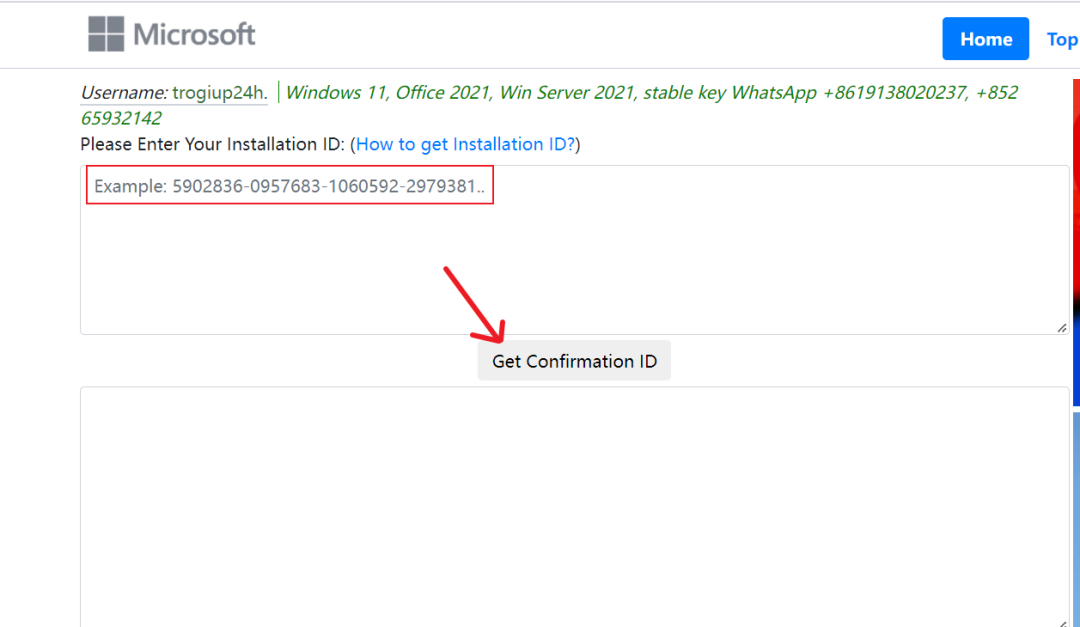 Microsoft
Home
Top
Username: trogiup24h. Windows 11, Office 2021, Win Server 2021, stable key WhatsApp +8619138020237, +852
65932142
Please Enter Your Installation ID: (How to get Installation ID?)
Example: 5902836-0957683-1060592-2979381..
Get Confirmation ID